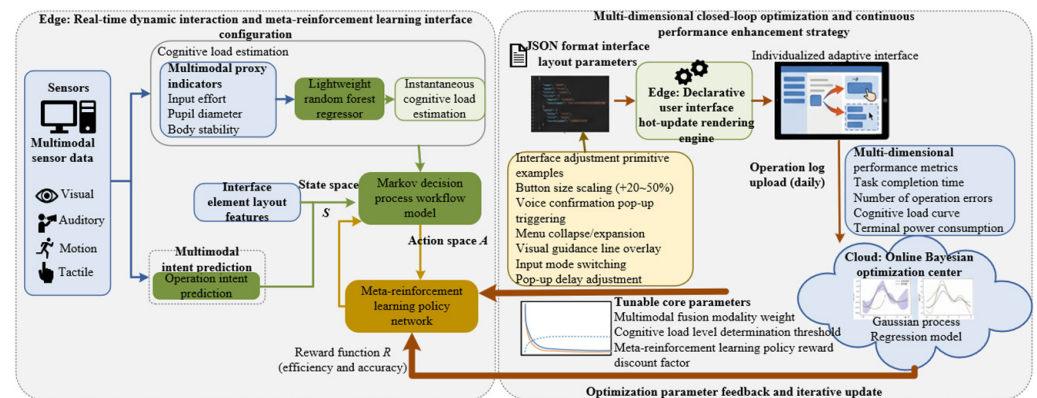 Edge: Real-time dynamic interaction and meta-reinforcement learning interface
configuration
Cognitive load estimation
Sensors
Multimodal
sensor data
Visual
Auditory
Motion
Tactile
Multimodal proxy
indicators
Input effort
Pupil diameter
Body stability
Lightweight
random forest
regressor
Instantaneous
cognitive load
estimation
Interface
element layout
features
State space
S
Markov decision
process workflow
model
Action space A
Multimodal
intent prediction
Operation intent
prediction
Meta-reinforcement
learning policy
network
Reward function R
(efficiency and accuracy)
Multi-dimensional closed-loop optimization and continuous
performance enhancement strategy
JSON format interface
layout parameters
Edge: Declarative
user interface
hot-update rendering
engine
Individualized adaptive interface
Interface adjustment primitive
examples
Button size scaling (+20~50%)
Voice confirmation pop-up
triggering
Menu collapse/expansion
Visual guidance line overlay
Input mode switching
Pop-up delay adjustment
Operation log
upload (daily)
Multi-dimensional
performance metrics
Task completion time
Number of operation errors
Cognitive load curve
Terminal power consumption
Cloud: Online Bayesian
optimization center
Gaussian process
Regression model
Tunable core parameters
Multimodal fusion modality weight
Cognitive load level determination threshold
Meta-reinforcement learning policy reward
discount factor
Optimization parameter feedback and iterative update